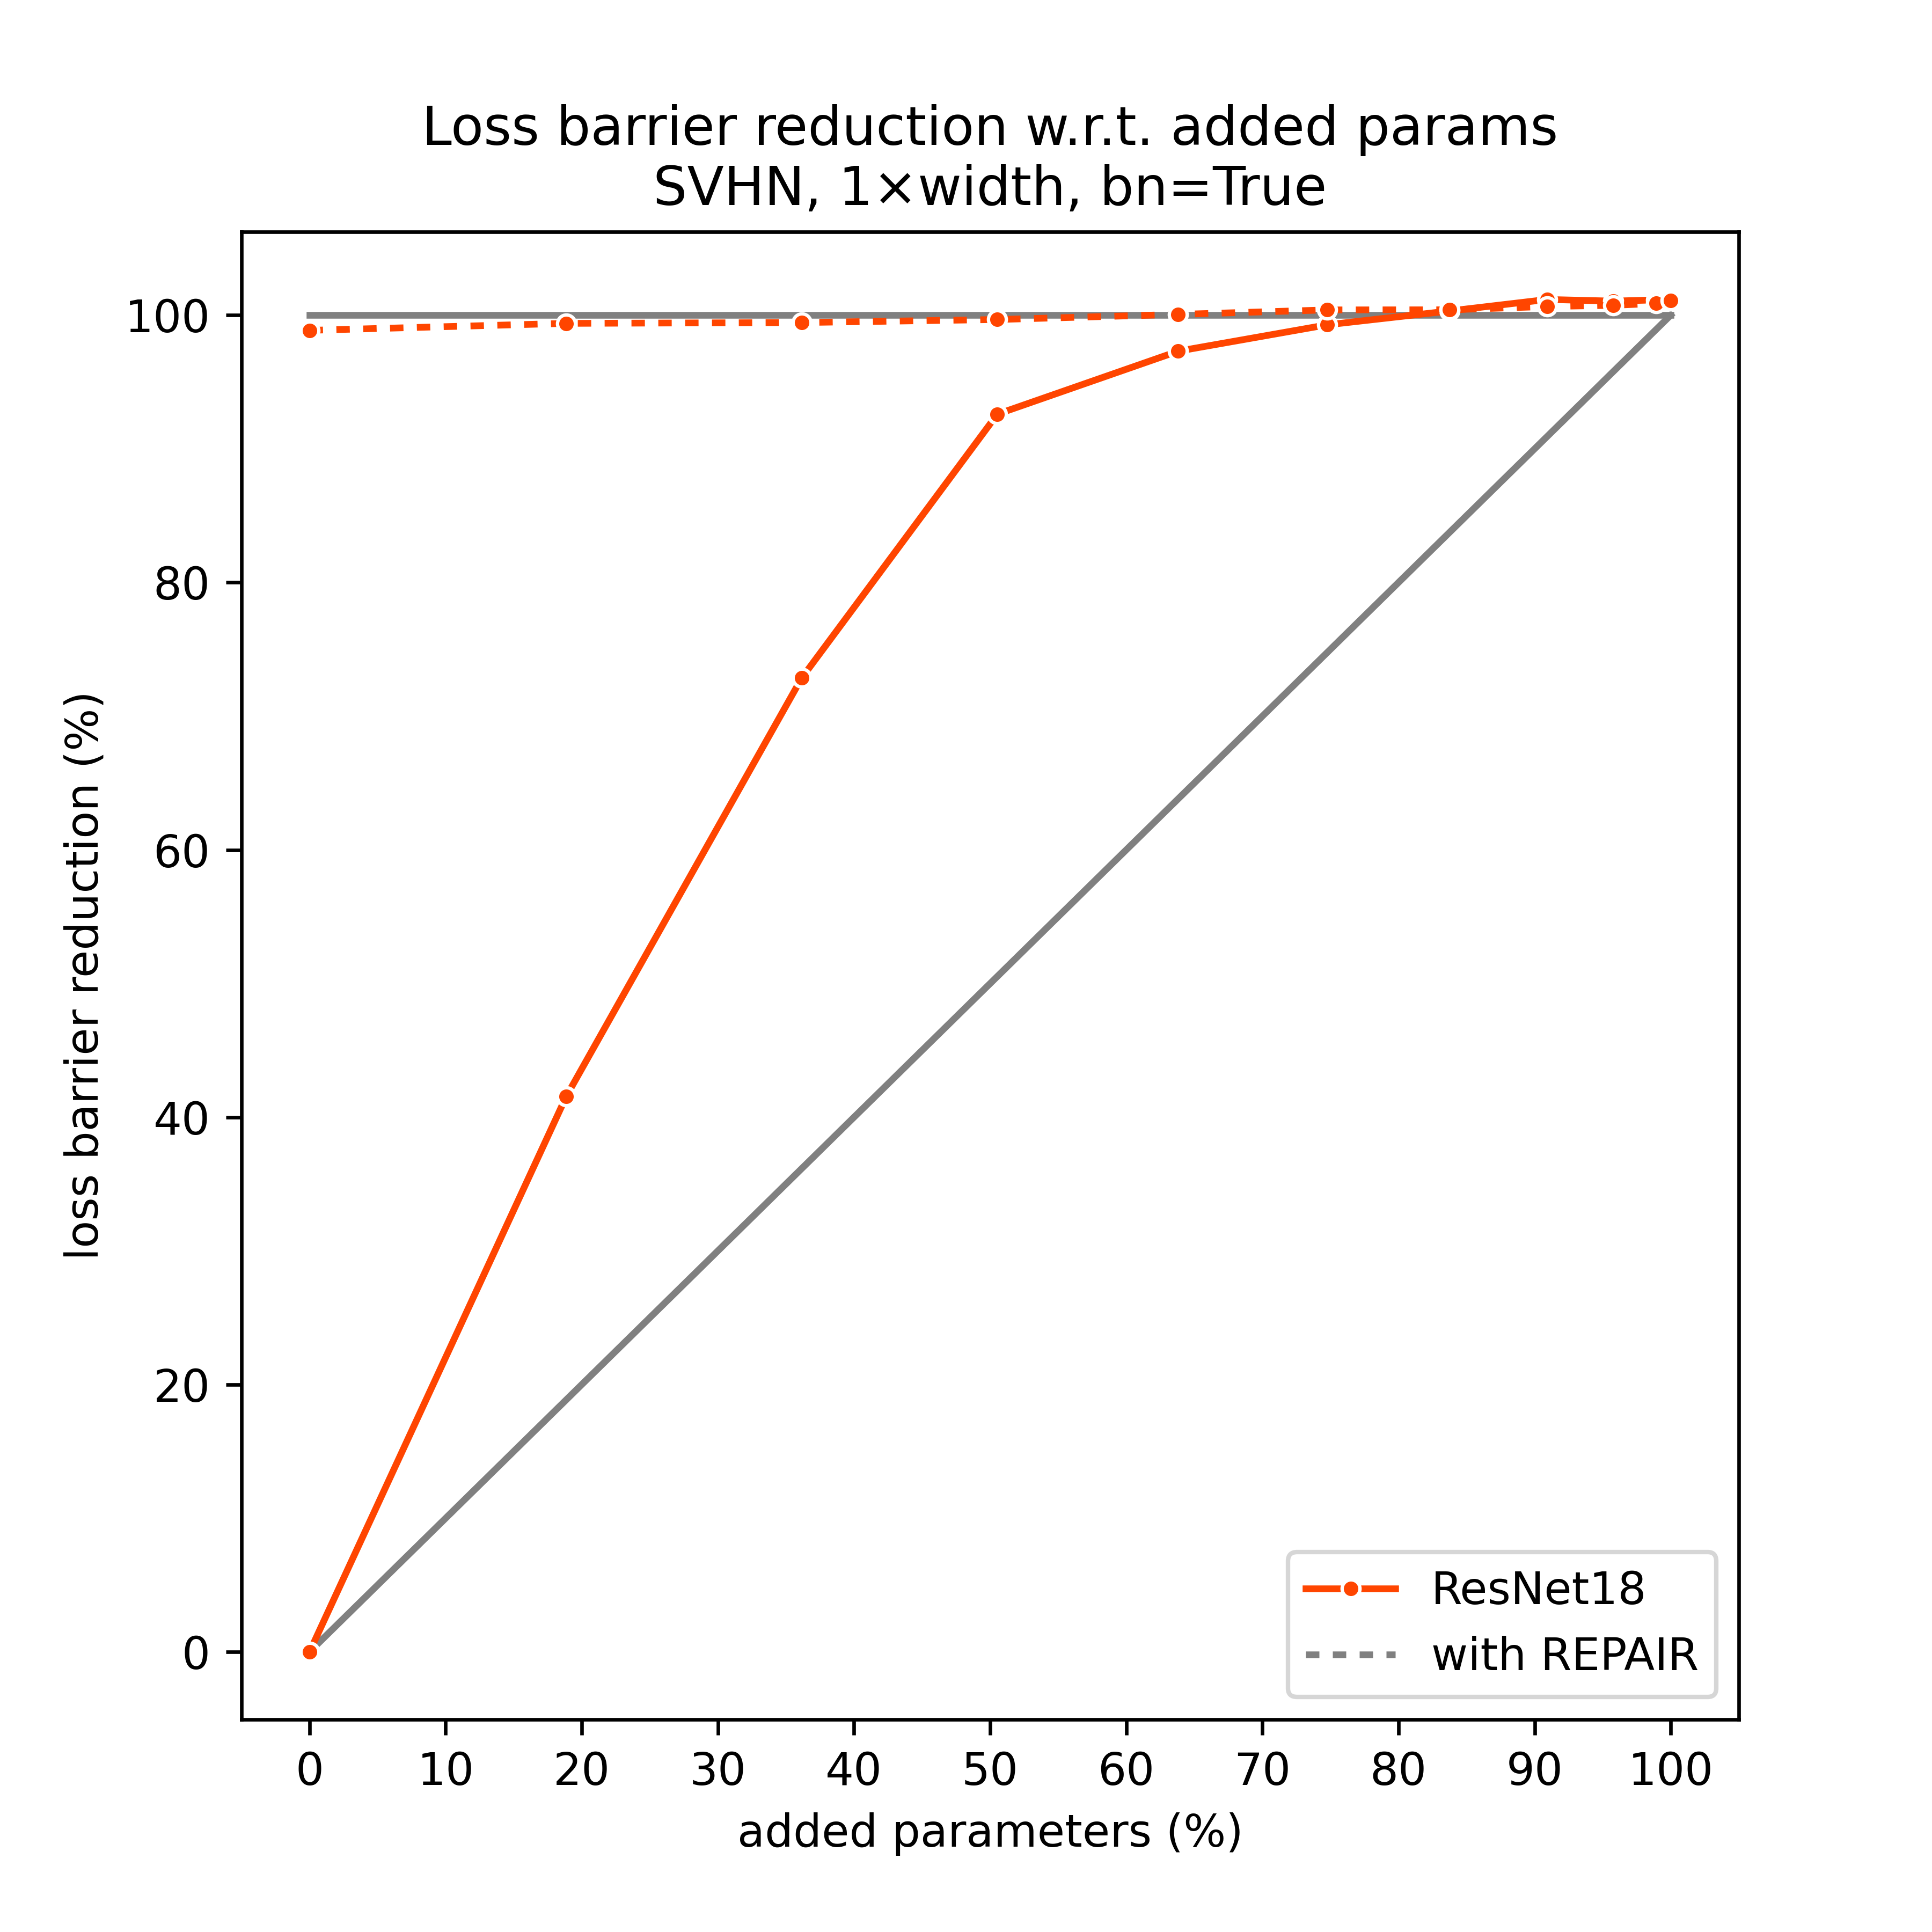 Loss barrier reduction w.r.t. added params
SVHN, 1×width, bn=True
loss barrier reduction (%)
100
80
60
40
20
0
0 10 20 30 40 50 60 70 80 90 100
added parameters (%)
ResNet18
with REPAIR